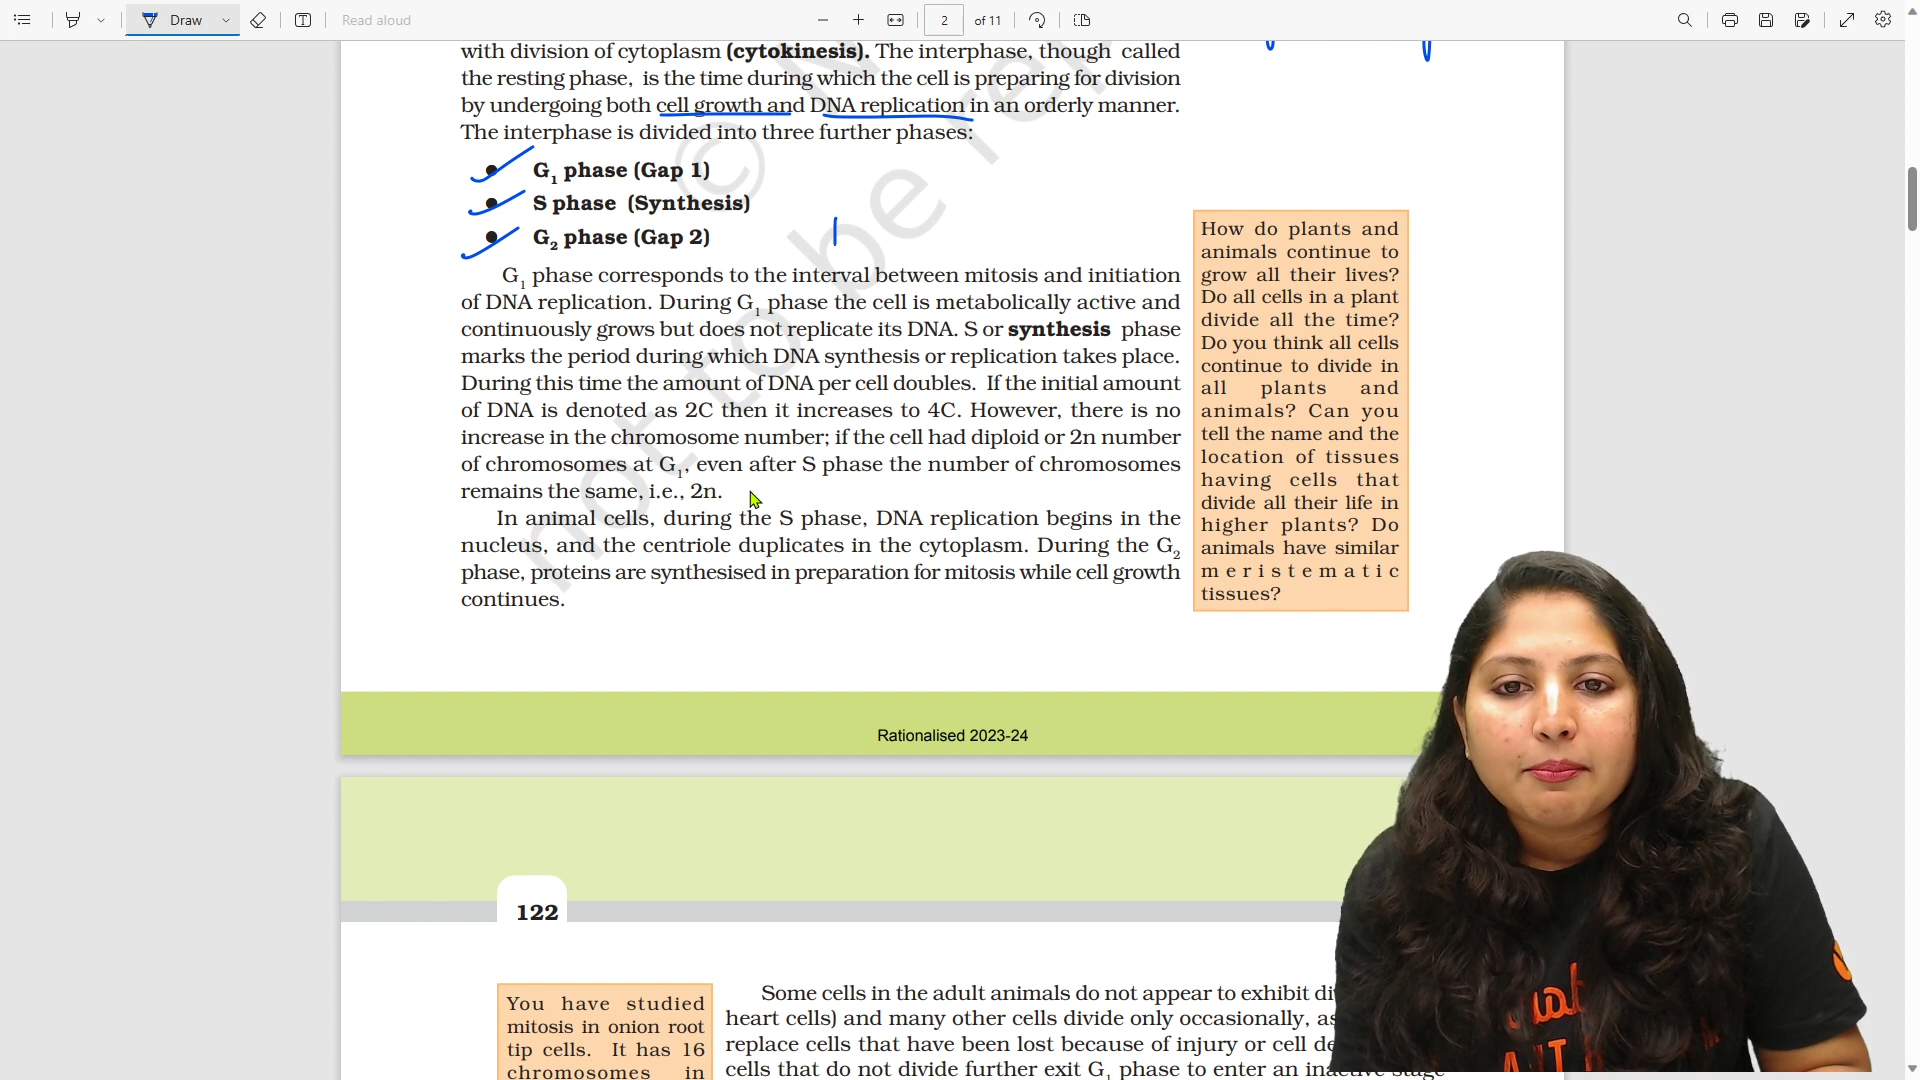 Draw
Read aloud
2
of 11
with division of cytoplasm (cytokinesis). The interphase, though called
the resting phase, is the time during which the cell is preparing for division
by undergoing both cell growth and DNA replication in an orderly manner.
The interphase is divided into three further phases:
• G1 phase (Gap 1)
• S phase (Synthesis)
• G2 phase (Gap 2)
G1 phase corresponds to the interval between mitosis and initiation
of DNA replication. During G1 phase the cell is metabolically active and
continuously grows but does not replicate its DNA. S or synthesis phase
marks the period during which DNA synthesis or replication takes place.
During this time the amount of DNA per cell doubles. If the initial amount
of DNA is denoted as 2C then it increases to 4C. However, there is no
increase in the chromosome number; if the cell had diploid or 2n number
of chromosomes at G1, even after S phase the number of chromosomes
remains the same, i.e., 2n.
In animal cells, during the S phase, DNA replication begins in the
nucleus, and the centriole duplicates in the cytoplasm. During the G2
phase, proteins are synthesised in preparation for mitosis while cell growth
continues.
How do plants and
animals continue to
grow all their lives?
Do all cells in a plant
divide all the time?
Do you think all cells
continue to divide in
all plants and
animals? Can you
tell the name and the
location of tissues
having cells that
divide all their life in
higher plants? Do
animals have similar
meristematic
tissues?
© N
not to be rep
Rationalised 2023-24
122
You have studied
mitosis in onion root
tip cells. It has 16
chromosomes in
Some cells in the adult animals do not appear to exhibit
heart cells) and many other cells divide only occasionally,
replace cells that have been lost because of injury or cell
cells that do not divide further exit G1 phase to enter an inactive stage